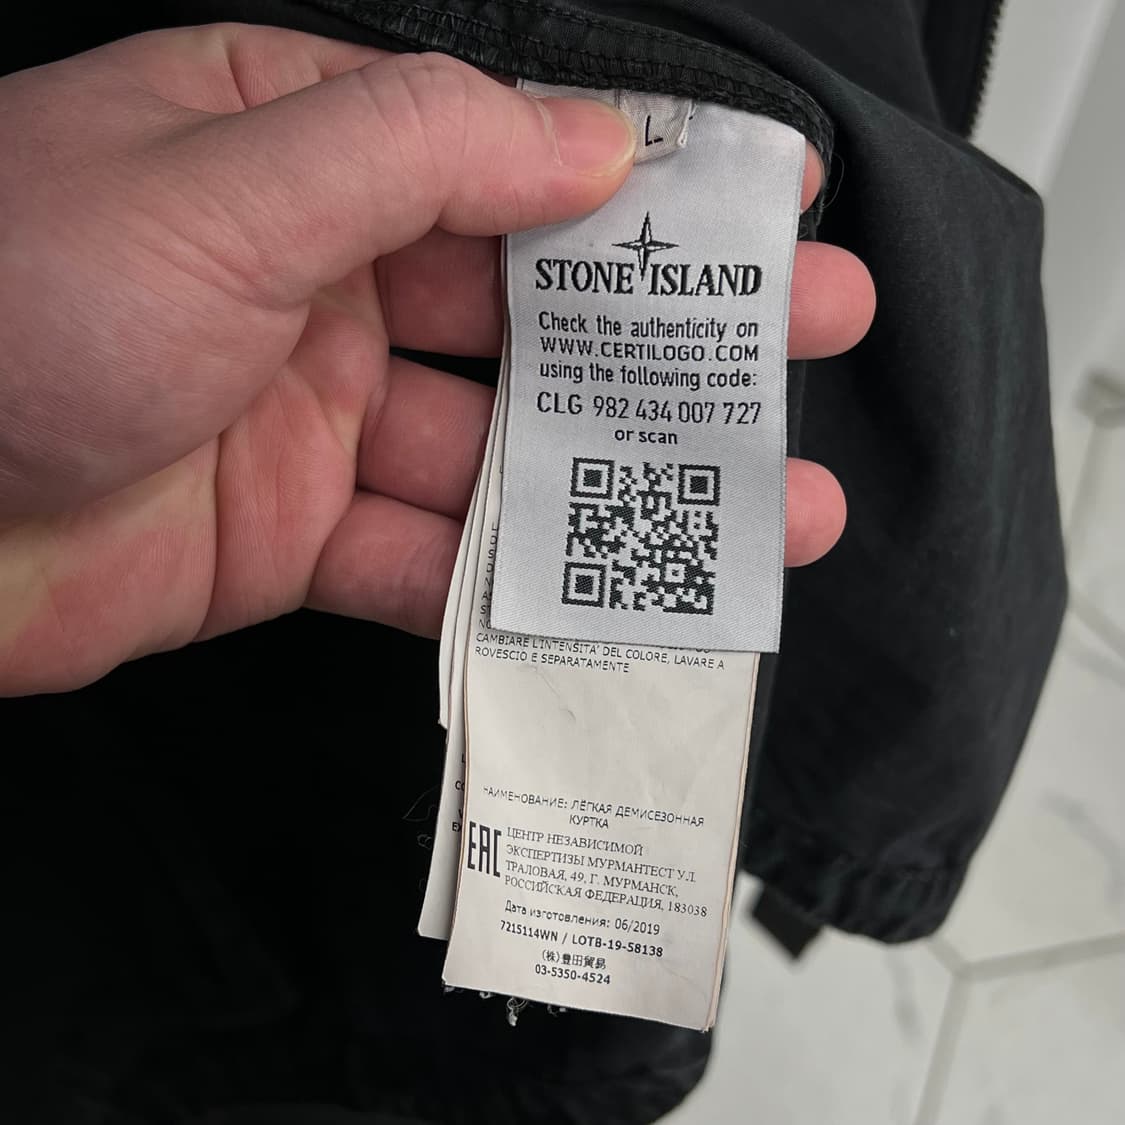 L
STONE ISLAND
Check the authenticity on
WWW.CERTILOGO.COM
using the following code:
CLG 982 434 007 727
or scan
CAMBIARE L'INTENSITA' DEL COLORE, LAVARE A
ROVESCIO E SEPARATAMENTE
НАИМЕНОВАНИЕ: ЛЁГКАЯ ДЕМИСЕЗОННАЯ
КУРТКА
EAC
ЦЕНТР НЕЗАВИСИМОЙ
ЭКСПЕРТИЗЫ МУРМАНТЕСТ УЛ.
ТРАЛОВАЯ, 49, Г. МУРМАНСК,
РОССИЙСКАЯ ФЕДЕРАЦИЯ, 183038
Дата изготовления: 06/2019
7215114WN / LOTB-19-58138
(株)豊田貿易
03-5350-4524